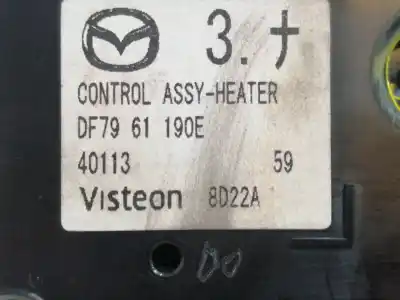 3.ナ
CONTROL ASSY-HEATER
DF79 61 190E
40113 59
Visteon 8D22A